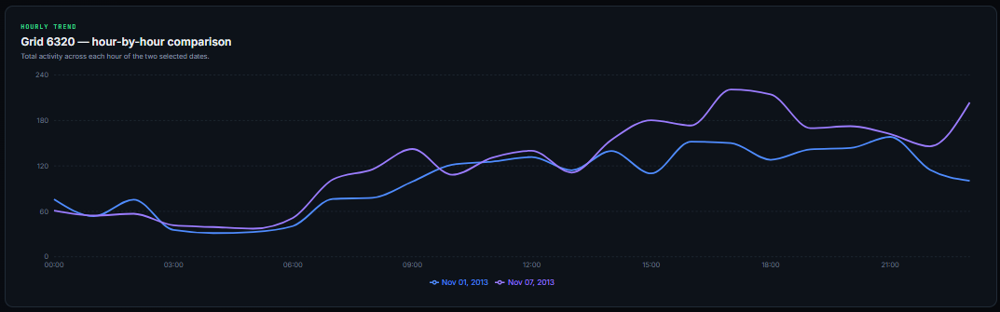 HOURLY TREND
Grid 6320 — hour-by-hour comparison
Total activity across each hour of the two selected dates.
240
180
120
60
0
00:00 03:00 06:00 09:00 12:00 15:00 18:00 21:00
Nov 01, 2013 Nov 07, 2013